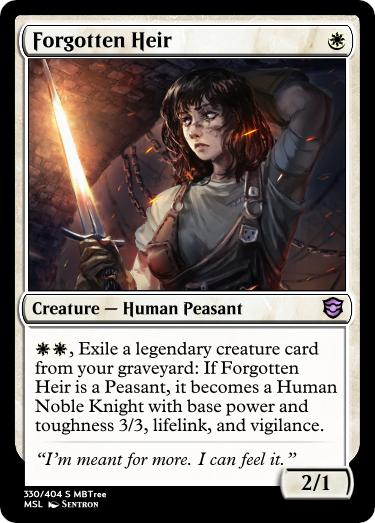 Forgotten Heir
Creature — Human Peasant
, Exile a legendary creature card
from your graveyard: If Forgotten
Heir is a Peasant, it becomes a Human
Noble Knight with base power and
toughness 3/3, lifelink, and vigilance.
“I’m meant for more. I can feel it.”
2/1
330/404 S MBTree
MSL Sentron